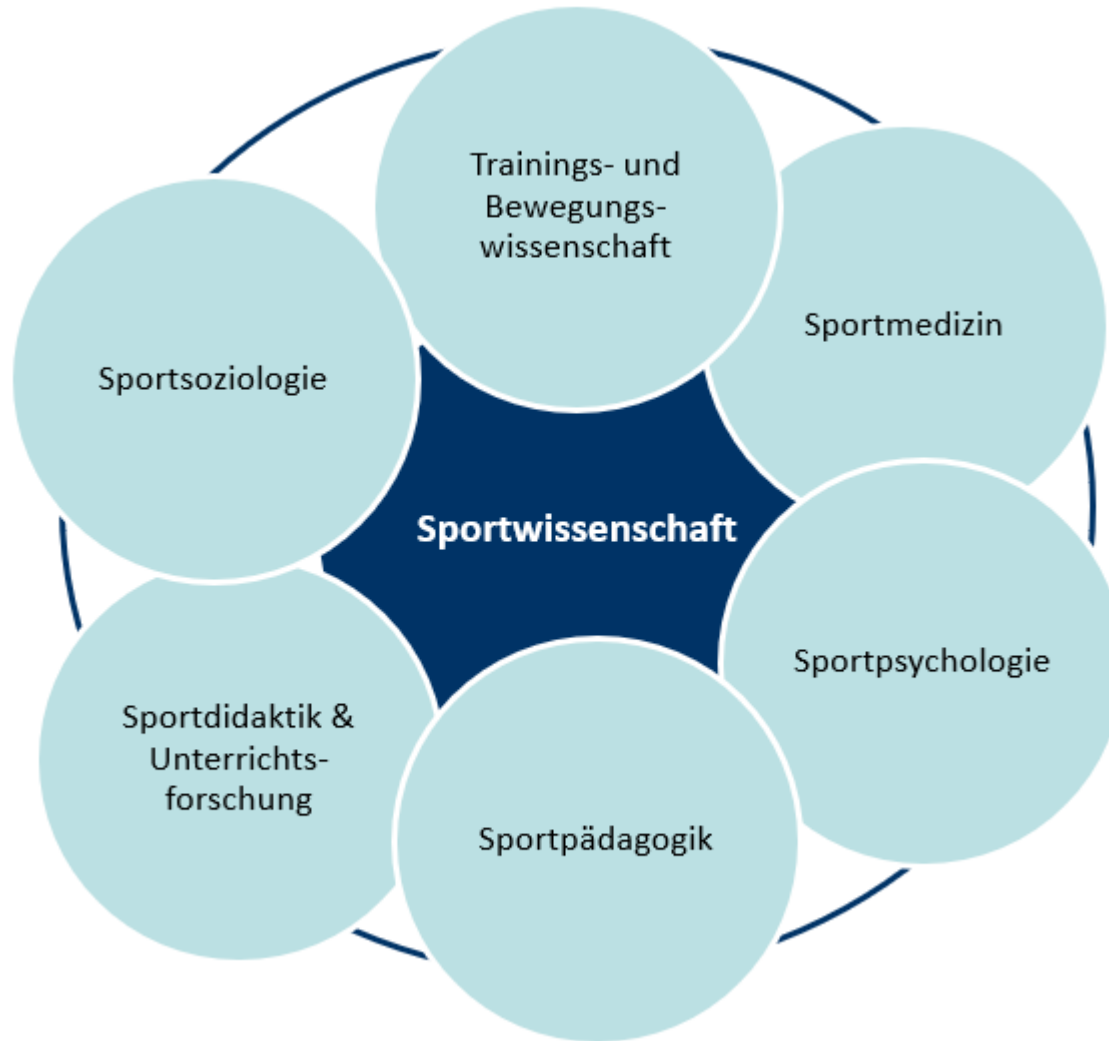 Trainings- und
Bewegungs-
wissenschaft
Sportmedizin
Sportsoziologie
Sportwissenschaft
Sportpsychologie
Sportdidaktik &
Unterrichts-
forschung
Sportpädagogik